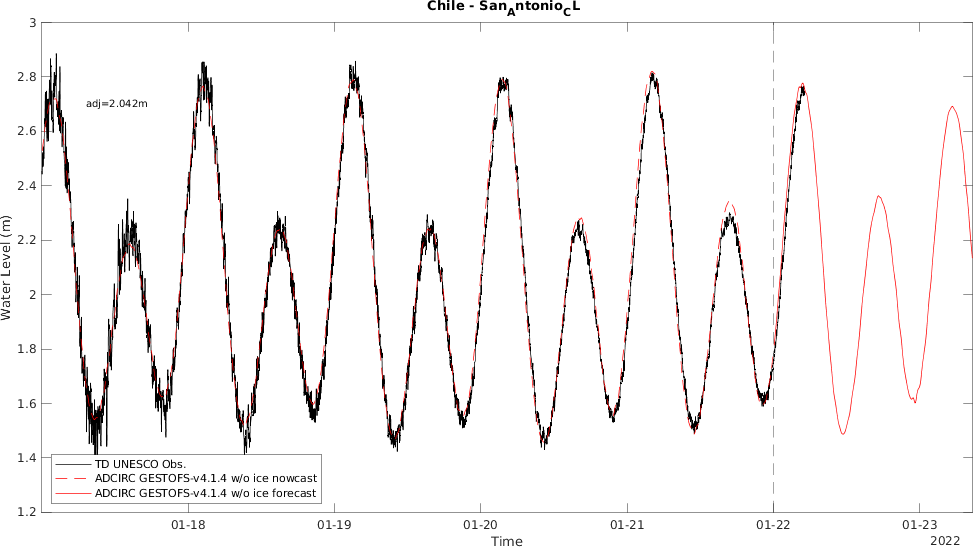 Chile - SanAntonioCL
3
2.8
adj=2.042m
2.6
2.4
2.2
Water Level (m)
2
1.8
1.6
1.4
TD UNESCO Obs.
ADCIRC GESTOFS-v4.1.4 w/o ice nowcast
ADCIRC GESTOFS-v4.1.4 w/o ice forecast
1.2
01-18 01-19 01-20 01-21 01-22 01-23
Time
2022